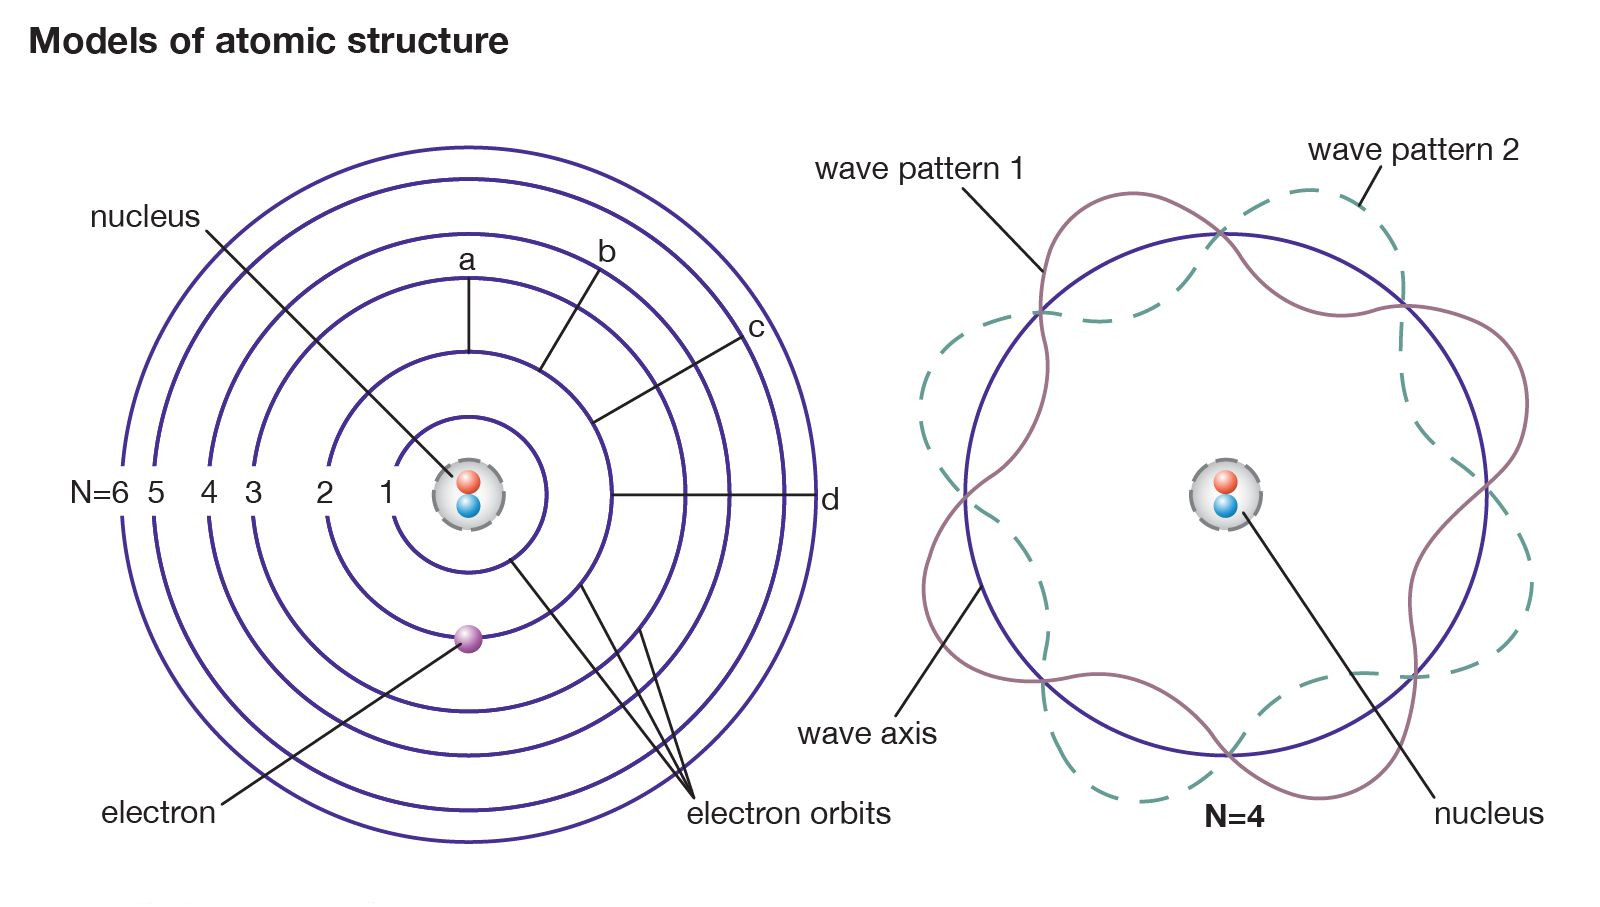 Models of atomic structure
wave pattern 2
wave pattern 1
nucleus
a
b
c
N=6 5 4 3 2 1
d
wave axis
electron
electron orbits
N=4
nucleus